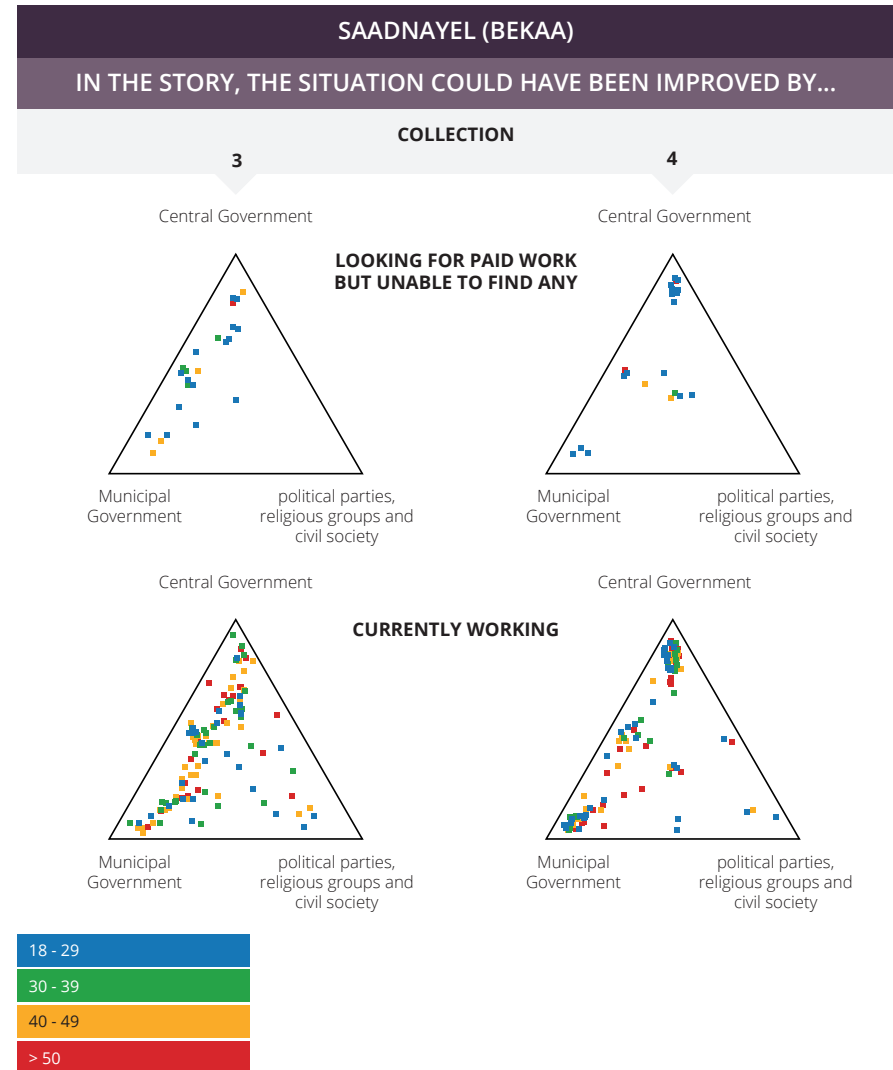 SAADNAYEL (BEKAA)
IN THE STORY, THE SITUATION COULD HAVE BEEN IMPROVED BY...
COLLECTION
3
4
Central Government
Central Government
LOOKING FOR PAID WORK
BUT UNABLE TO FIND ANY
Municipal
Government
political parties,
religious groups and
civil society
Municipal
Government
political parties,
religious groups and
civil society
Central Government
Central Government
CURRENTLY WORKING
Municipal
Government
political parties,
religious groups and
civil society
Municipal
Government
political parties,
religious groups and
civil society
18 - 29
30 - 39
40 - 49
> 50